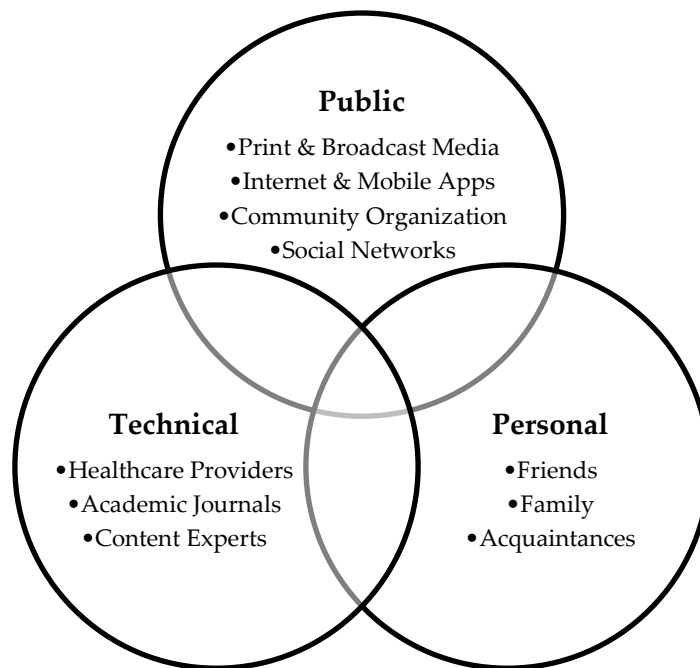 Public
•Print & Broadcast Media
•Internet & Mobile Apps
•Community Organization
•Social Networks
Technical
•Healthcare Providers
•Academic Journals
•Content Experts
Personal
•Friends
•Family
•Acquaintances